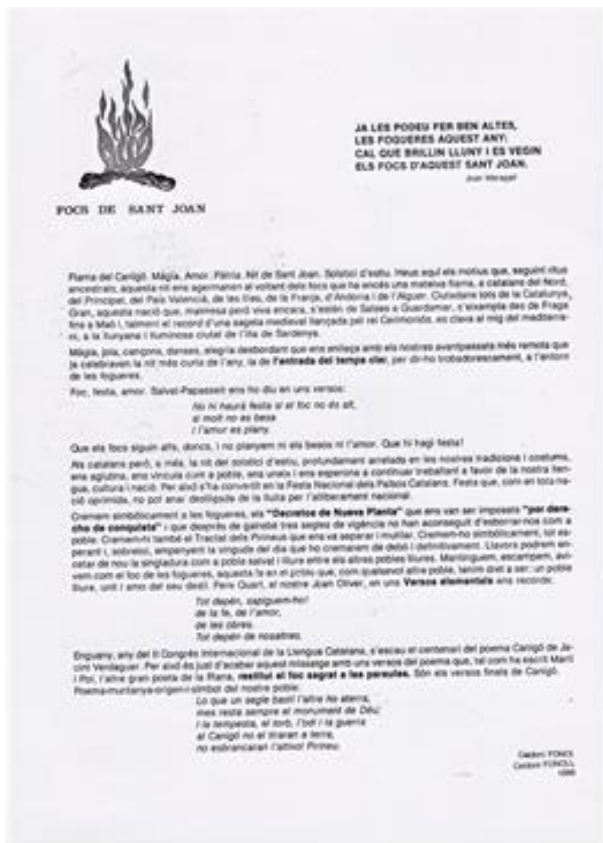 JA LES PODEU FER BEN ALTES,
LES FOGUERES AQUEST ANY:
CAL QUE BRILLIN LLUNY I ES VEGIN
ELS FOCS D'AQUEST SANT JOAN.
Joan Maragall
FOCS DE SANT JOAN
Flama del Canigó. Màgia. Amor. Pàtria. Nit de Sant Joan. Solstici d'estiu. Heus aquí els motius que, seguint ritus
ancestrals, aquesta nit ens agermanen al voltant dels focs que ha encès una mateixa flama, a catalans del Nord,
del Principat, del País Valencià, de les Illes, de la Franja, d'Andorra i de l'Alguer. Ciutadans tots de la Catalunya
Gran, aquesta nació que, malmesa però viva encara, s'estén de Salses a Guardamar, s'eixampla des de Fraga
fins a Maó i, talment el record d'una sageta medieval llançada pel rei Cerimoniós, es clava al mig del mediterra-
ni, a la llunyana i lluminosa ciutat de l'illa de Sardenya.
Màgia, joia, cançons, danses, alegria desbordant que ens enllaça amb els nostres avantpassats més remots que
ja celebraven la nit més curta de l'any, la de l'entrada del temps clar, per dir-ho trobadorescament, a l'entorn
de les fogueres.
Foc, festa, amor. Salvat-Papasseit ens ho diu en uns versos:
No hi haurà festa si el foc no és alt,
si molt no es besa
i l'amor es plany.
Que els focs siguin alts, doncs, i no planyem ni els besos ni l'amor. Que hi hagi festa!
Als catalans però, a més, la nit del solstici d'estiu, profundament arrelada en les nostres tradicions i costums,
ens aglutina, ens vincula com a poble, ens uneix i ens esperona a continuar treballant a favor de la nostra llen-
gua, cultura i nació. Per això s'ha convertit en la Festa Nacional dels Països Catalans. Festa que, com en tota na-
ció oprimida, no pot anar deslligada de la lluita per l'alliberament nacional.
Cremem simbòlicament a les fogueres, els "Decretos de Nueva Planta" que ens van ser imposats "por dere-
cho de conquista" i que després de gairebé tres segles de vigència no han aconseguit d'esborrar-nos com a
poble. Cremem-hi també el Tractat dels Pirineus que ens va separar i mutilar. Cremem-ho simbòlicament, tot es-
perant i, sobretot, empenyent la vinguda del dia que ho cremarem de debò i definitivament. Llavors podrem en-
cetar de nou la singladura com a poble salvat i lliure entre els altres pobles lliures. Mantinguem, escampem, avi-
vem com el foc de les fogueres, aquesta fe en el poble que, com qualsevol altre poble, tenim dret a ser: un poble
lliure, unit i amo del seu destí. Pere Quart, el nostre Joan Oliver, en uns Versos elementals ens recorda:
Tot depèn, sapiguem-ho!
de la fe, de l'amor,
de les obres.
Tot depèn de nosaltres.
Enguany, any del II Congrés Internacional de la Llengua Catalana, s'escau el centenari del poema Canigó de Ja-
cint Verdaguer. Per això és just d'acabar aquest missatge amb uns versos del poema que, tal com ha escrit Martí
i Pol, l'altre gran poeta de la Plana, restituí el foc sagrat a les paraules. Són els versos finals de Canigó.
Poema-muntanya-origen-símbol del nostre poble:
Lo que un segle bastí l'altre ho aterra,
mes resta sempre el monument de Déu;
i la tempesta, el torb, l'odi i la guerra
al Canigó no el tiraran a terra,
no esbrancaran l'altívol Pirineu.
Celdoni FONOLL
1986